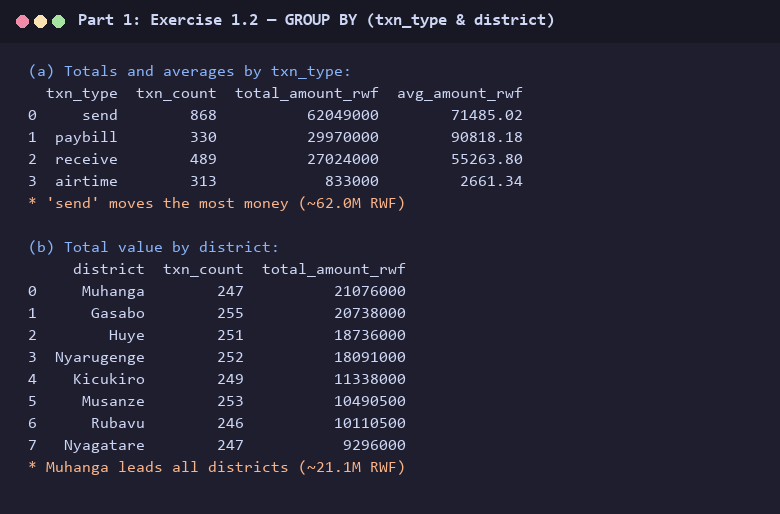 Part 1: Exercise 1.2 — GROUP BY (txn_type & district)
(a) Totals and averages by txn_type:
txn_type txn_count total_amount_rwf avg_amount_rwf
0 send 868 62049000 71485.02
1 paybill 330 29970000 90818.18
2 receive 489 27024000 55263.80
3 airtime 313 833000 2661.34
* 'send' moves the most money (~62.0M RWF)
(b) Total value by district:
district txn_count total_amount_rwf
0 Muhanga 247 21076000
1 Gasabo 255 20738000
2 Huye 251 18736000
3 Nyarugenge 252 18091000
4 Kicukiro 249 11338000
5 Musanze 253 10490500
6 Rubavu 246 10110500
7 Nyagatare 247 9296000
* Muhanga leads all districts (~21.1M RWF)